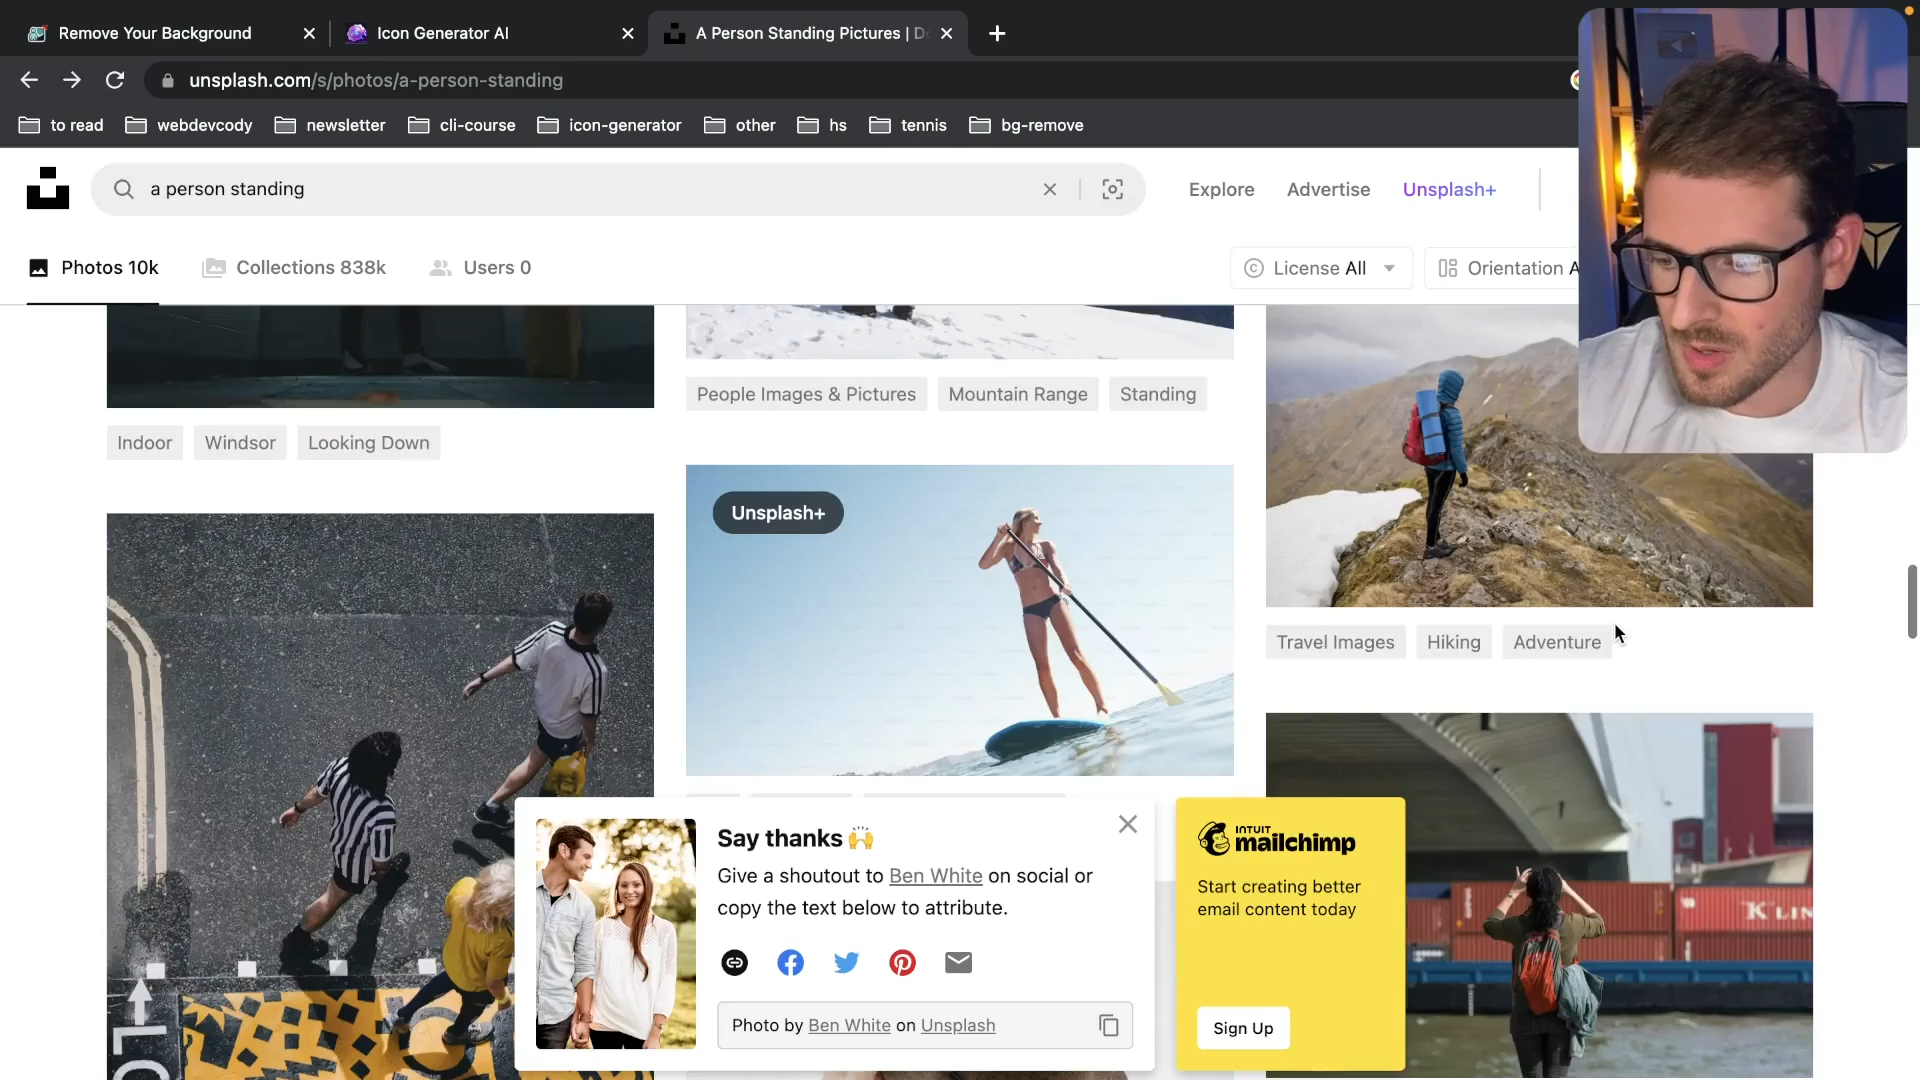 Remove Your Background
Icon Generator AI
A Person Standing Pictures | D
unsplash.com/s/photos/a-person-standing
to read
webdevcody
newsletter
cli-course
icon-generator
other
hs
tennis
bg-remove
a person standing
Explore
Advertise
Unsplash+
Photos 10k
Collections 838k
Users 0
License All
Orientation A
People Images & Pictures
Mountain Range
Standing
Indoor
Windsor
Looking Down
Unsplash+
Travel Images
Hiking
Adventure
Say thanks 🙌
Give a shoutout to Ben White on social or
copy the text below to attribute.
Photo by Ben White on Unsplash
INTUIT
mailchimp
Start creating better
email content today
Sign Up
K LIN
LO